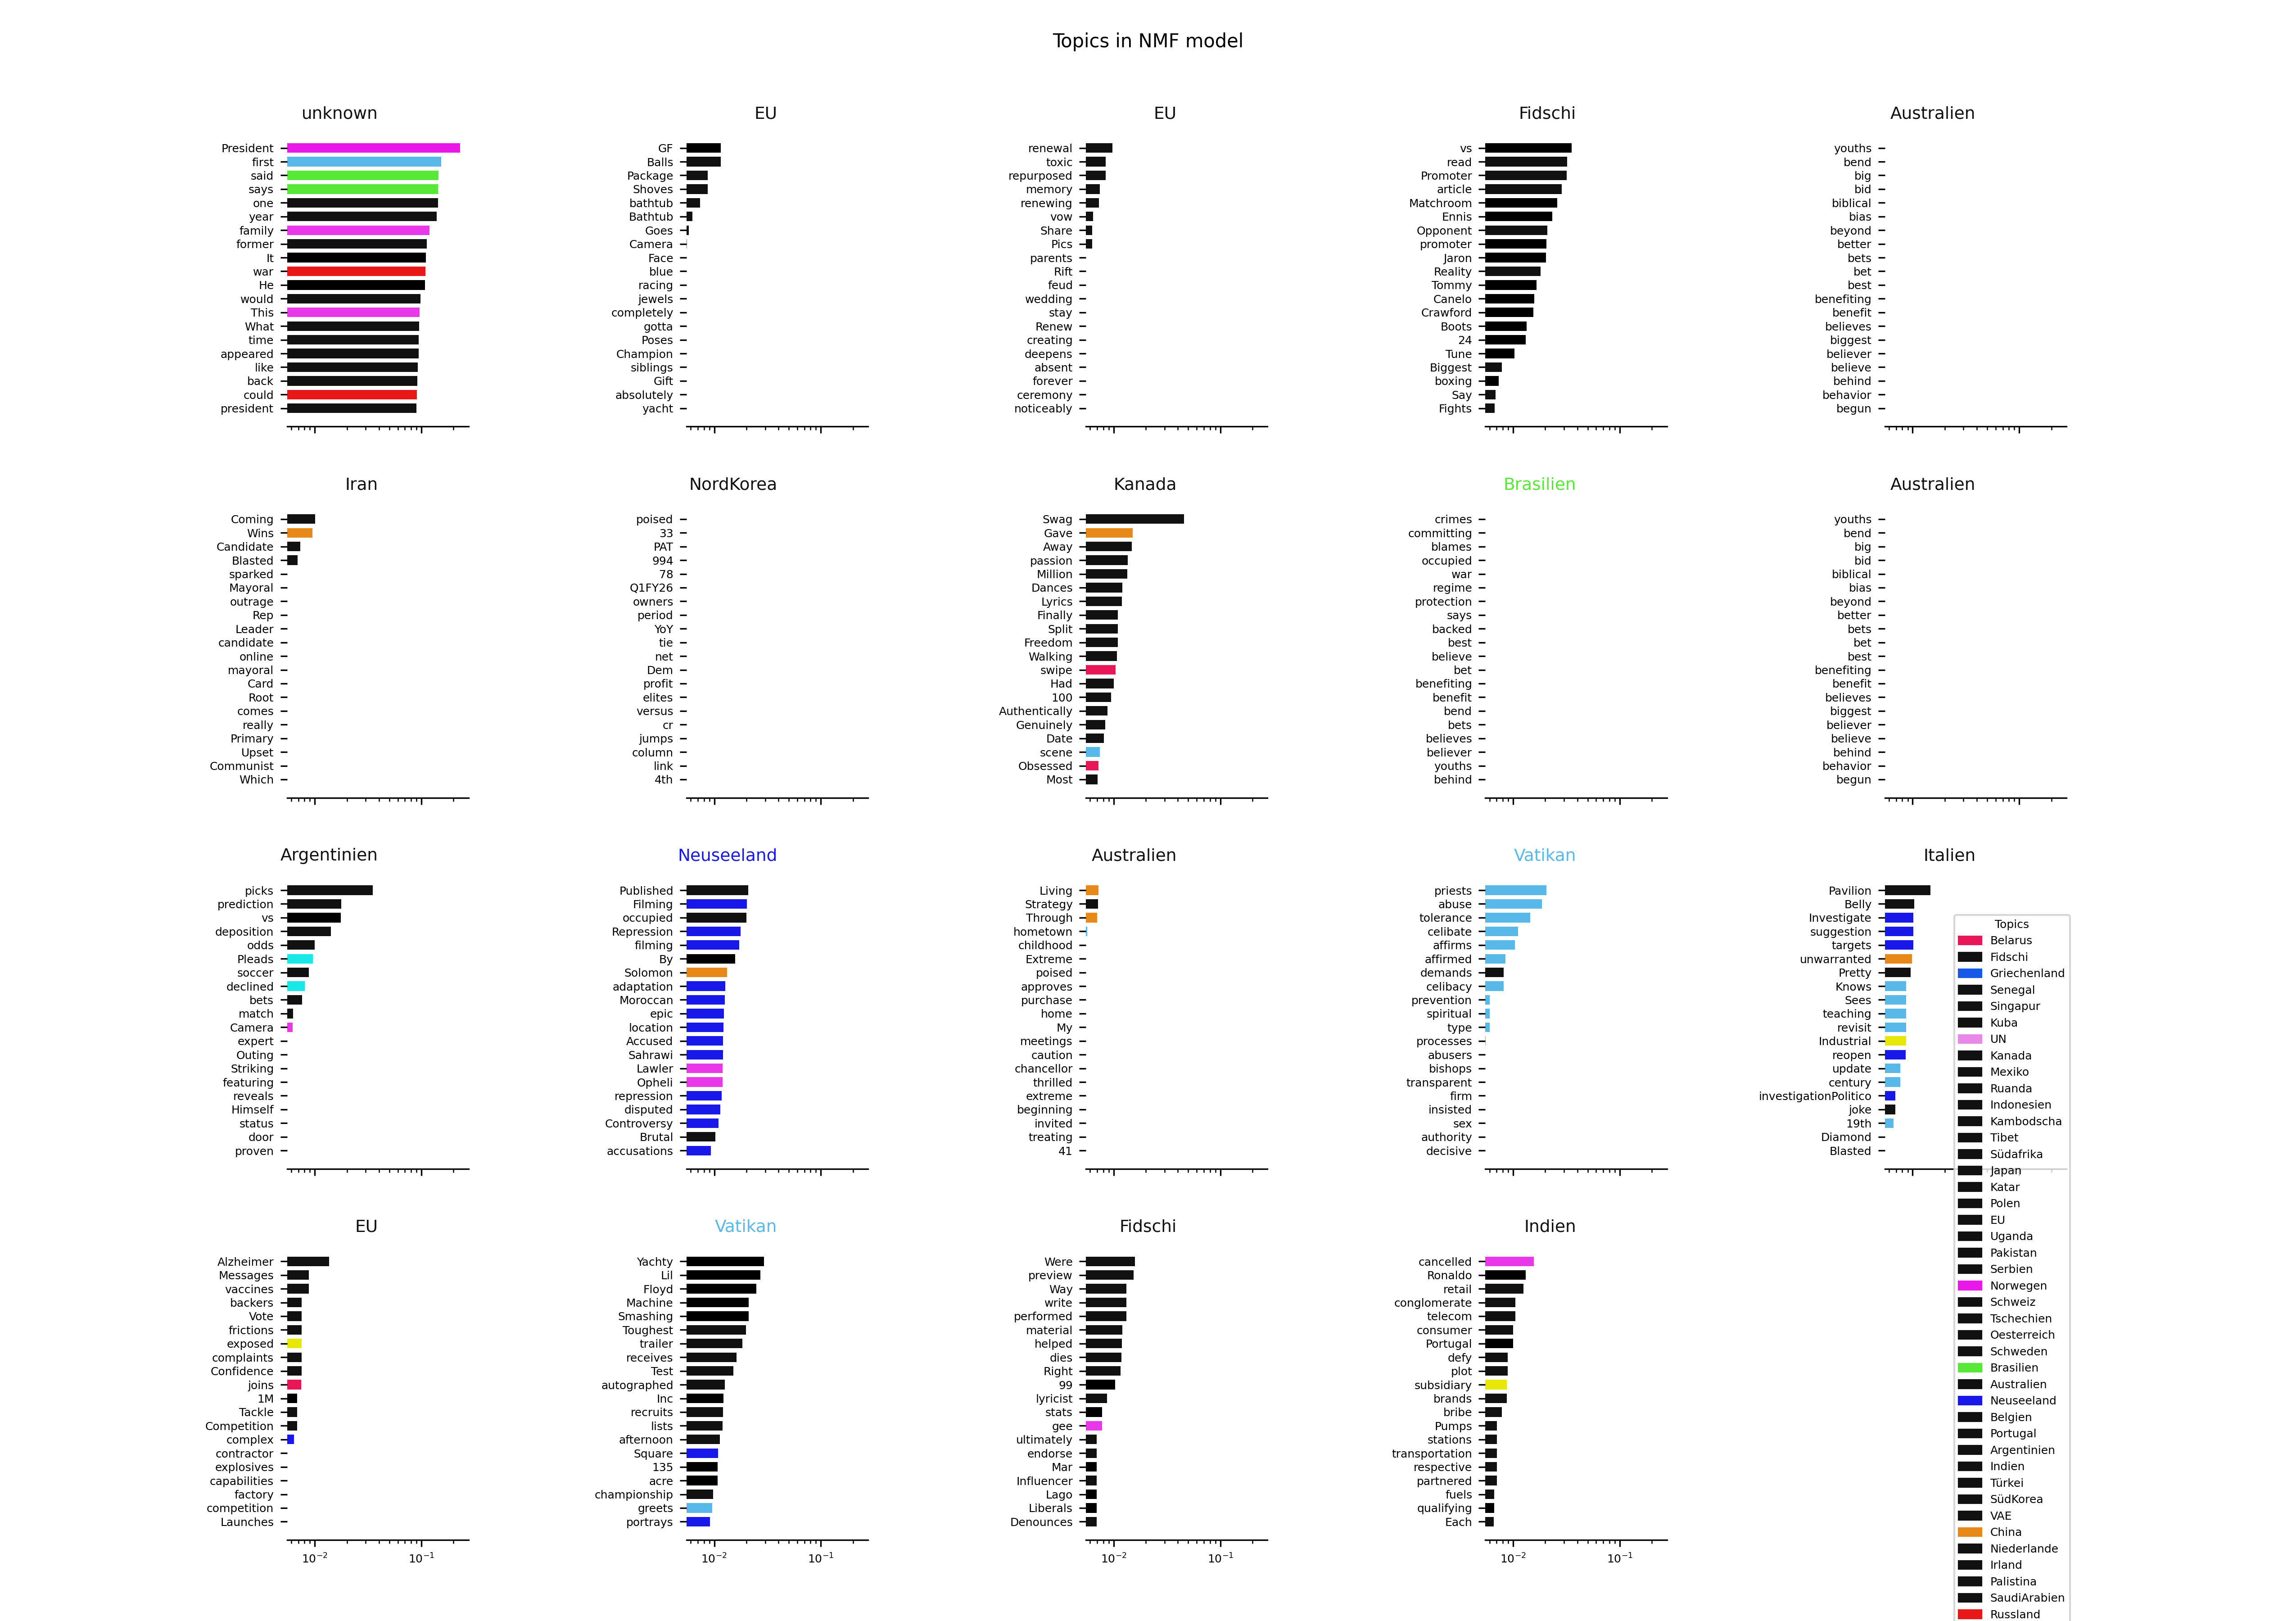 Topics in NMF model
unknown
President
first
said
says
one
year
family
former
It
war
He
would
This
What
time
appeared
like
back
could
president
EU
GF
Balls
Package
Shoves
bathtub
Bathtub
Goes
Camera
Face
blue
racing
jewels
completely
gotta
Poses
Champion
siblings
Gift
absolutely
yacht
EU
renewal
toxic
repurposed
memory
renewing
vow
Share
Pics
parents
Rift
feud
wedding
stay
Renew
creating
deepens
absent
forever
ceremony
noticeably
Fidschi
vs
read
Promoter
article
Matchroom
Ennis
Opponent
promoter
Jaron
Reality
Tommy
Canelo
Crawford
Boots
24
Tune
Biggest
boxing
Say
Fights
Australien
youths
bend
big
bid
biblical
bias
beyond
better
bets
bet
best
benefiting
benefit
believes
biggest
believer
believe
behind
behavior
begun
Iran
Coming
Wins
Candidate
Blasted
sparked
Mayoral
outrage
Rep
Leader
candidate
online
mayoral
Card
Root
comes
really
Primary
Upset
Communist
Which
NordKorea
poised
33
PAT
994
78
Q1FY26
owners
period
YoY
tie
net
Dem
profit
elites
versus
cr
jumps
column
link
4th
Kanada
Swag
Gave
Away
passion
Million
Dances
Lyrics
Finally
Split
Freedom
Walking
swipe
Had
100
Authentically
Genuinely
Date
scene
Obsessed
Most
Brasilien
crimes
committing
blames
occupied
war
regime
protection
says
backed
best
believe
bet
benefiting
benefit
bend
bets
believes
believer
youths
behind
Australien
youths
bend
big
bid
biblical
bias
beyond
better
bets
bet
best
benefiting
benefit
believes
biggest
believer
believe
behind
behavior
begun
Argentinien
picks
prediction
vs
deposition
odds
Pleads
soccer
declined
bets
match
Camera
expert
Outing
Striking
featuring
reveals
Himself
status
door
proven
Neuseeland
Published
Filming
occupied
Repression
filming
By
Solomon
adaptation
Moroccan
epic
location
Accused
Sahrawi
Lawler
Opheli
repression
disputed
Controversy
Brutal
accusations
Australien
Living
Strategy
Through
hometown
childhood
Extreme
poised
approves
purchase
home
My
meetings
caution
chancellor
thrilled
extreme
beginning
invited
treating
41
Vatikan
priests
abuse
tolerance
celibate
affirms
affirmed
demands
celibacy
prevention
spiritual
type
processes
abusers
bishops
transparent
firm
insisted
sex
authority
decisive
Italien
Pavilion
Belly
Investigate
suggestion
targets
unwarranted
Pretty
Knows
Sees
teaching
revisit
Industrial
reopen
update
century
investigationPolitico
joke
19th
Diamond
Blasted
EU
Alzheimer
Messages
vaccines
backers
Vote
frictions
exposed
complaints
Confidence
joins
1M
Tackle
Competition
complex
contractor
explosives
capabilities
factory
competition
Launches
10⁻² 10⁻¹
Vatikan
Yachty
Lil
Floyd
Machine
Smashing
Toughest
trailer
receives
Test
autographed
Inc
recruits
lists
afternoon
Square
135
acre
championship
greets
portrays
10⁻² 10⁻¹
Fidschi
Were
preview
Way
write
performed
material
helped
dies
Right
99
lyricist
stats
gee
ultimately
endorse
Mar
Influencer
Lago
Liberals
Denounces
10⁻² 10⁻¹
Indien
cancelled
Ronaldo
retail
conglomerate
telecom
consumer
Portugal
defy
plot
subsidiary
brands
bribe
Pumps
stations
transportation
respective
partnered
fuels
qualifying
Each
10⁻² 10⁻¹
Topics
Belarus
Fidschi
Griechenland
Senegal
Singapur
Kuba
UN
Kanada
Mexiko
Ruanda
Indonesien
Kambodscha
Tibet
Südafrika
Japan
Katar
Polen
EU
Uganda
Pakistan
Serbien
Norwegen
Schweiz
Tschechien
Oesterreich
Schweden
Brasilien
Australien
Neuseeland
Belgien
Portugal
Argentinien
Indien
Türkei
SüdKorea
VAE
China
Niederlande
Irland
Palistina
SaudiArabien
Russland